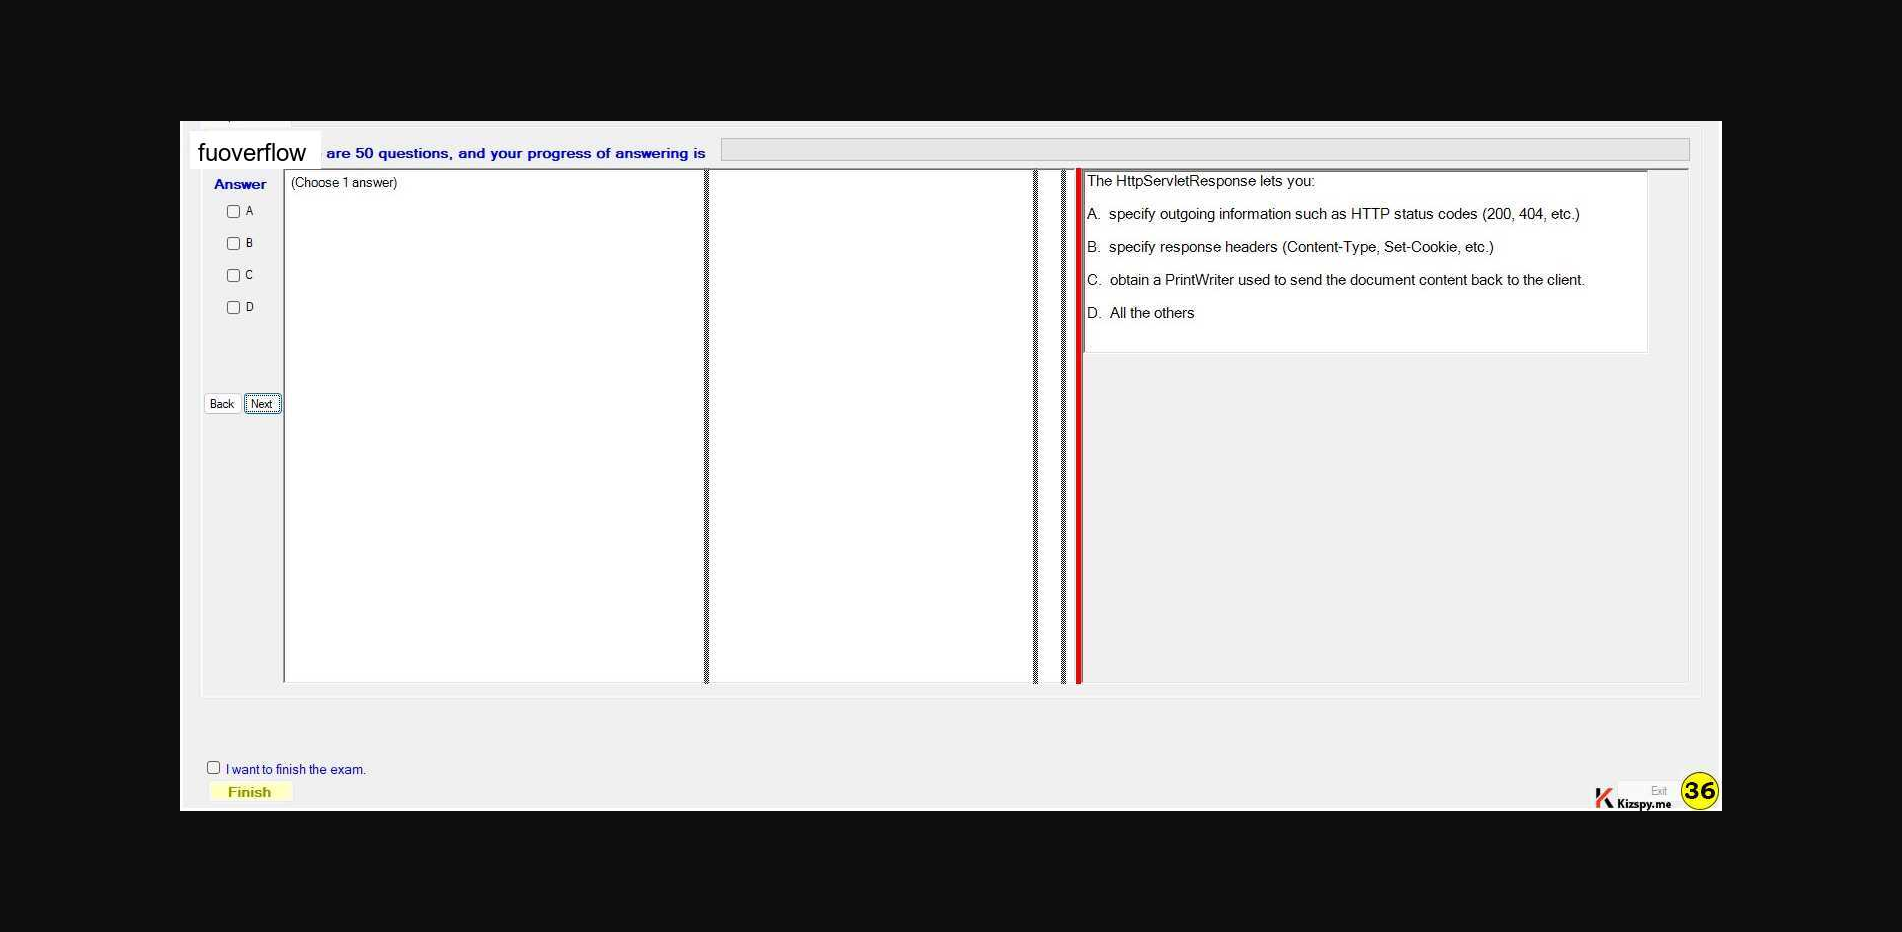 fuoverflow are 50 questions, and your progress of answering is
Answer
A
B
C
D
Back Next
(Choose 1 answer)
The HttpServletResponse lets you:
A. specify outgoing information such as HTTP status codes (200, 404, etc.)
B. specify response headers (Content-Type, Set-Cookie, etc.)
C. obtain a PrintWriter used to send the document content back to the client.
D. All the others
I want to finish the exam.
Finish
Exit
Kizspy.me
36